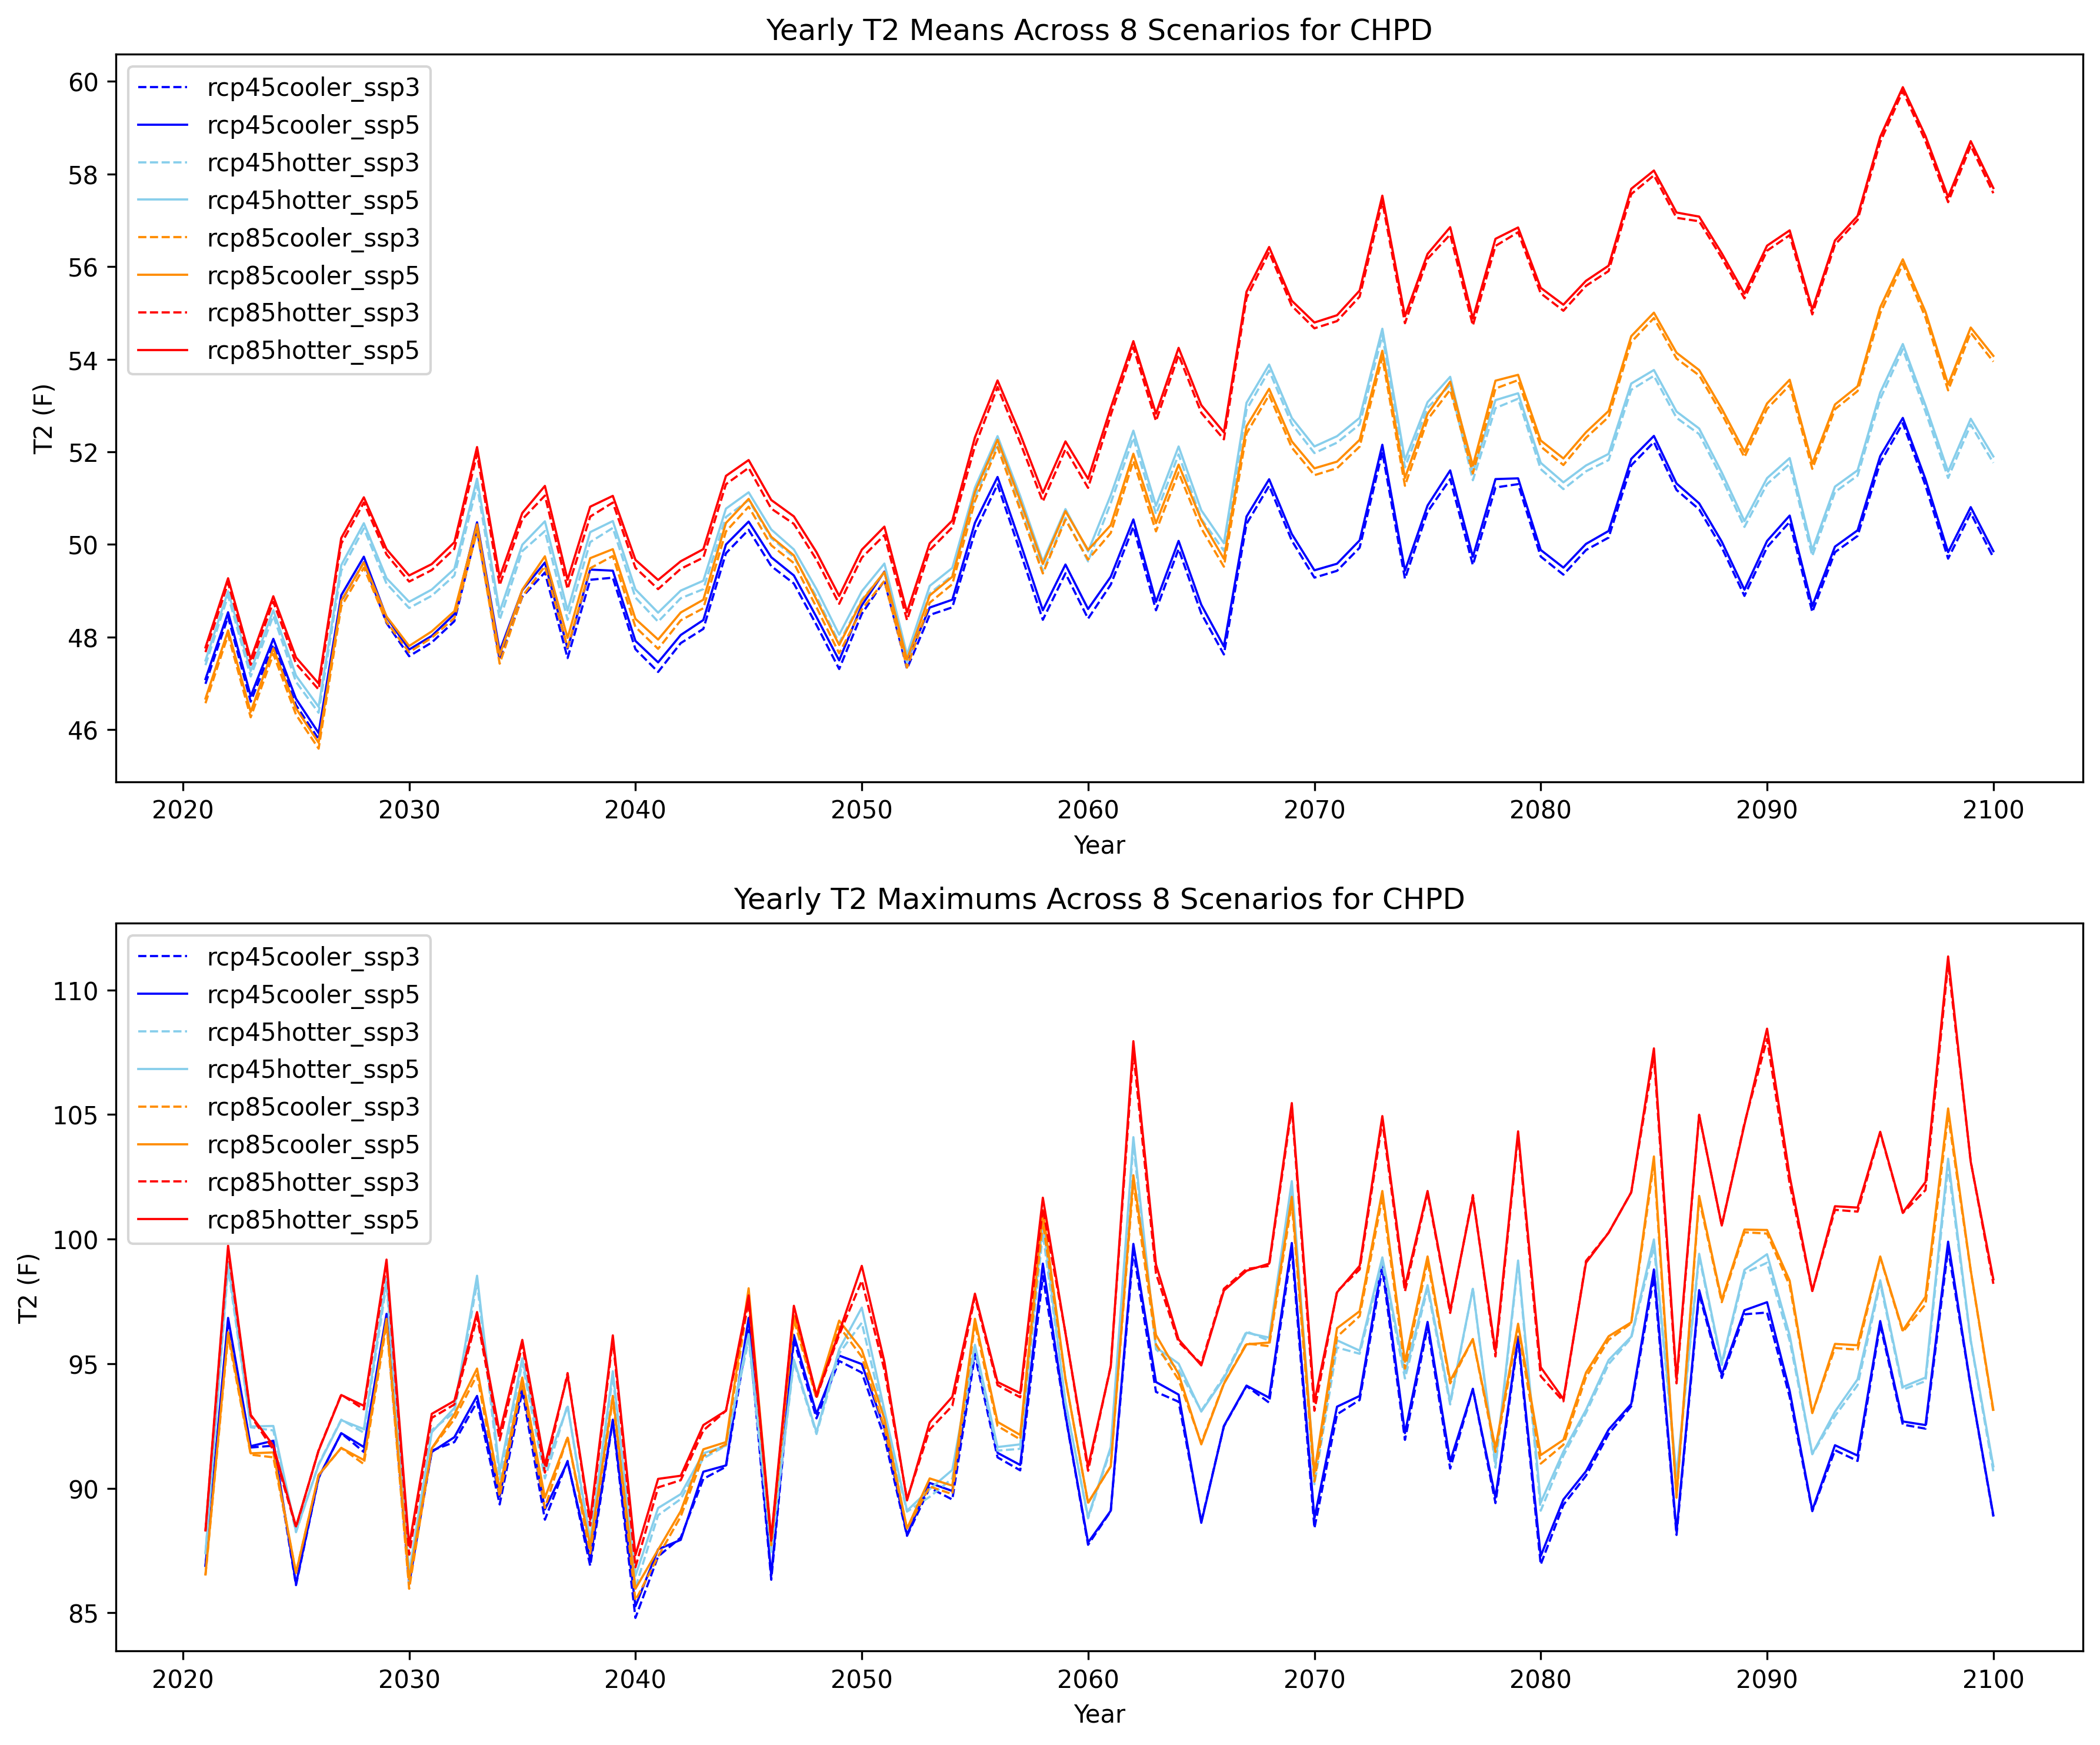 Yearly T2 Means Across 8 Scenarios for CHPD
rcp45cooler_ssp3
rcp45cooler_ssp5
rcp45hotter_ssp3
rcp45hotter_ssp5
rcp85cooler_ssp3
rcp85cooler_ssp5
rcp85hotter_ssp3
rcp85hotter_ssp5
T2 (F)
60
58
56
54
52
50
48
46
2020 2030 2040 2050 2060 2070 2080 2090 2100
Year
Yearly T2 Maximums Across 8 Scenarios for CHPD
rcp45cooler_ssp3
rcp45cooler_ssp5
rcp45hotter_ssp3
rcp45hotter_ssp5
rcp85cooler_ssp3
rcp85cooler_ssp5
rcp85hotter_ssp3
rcp85hotter_ssp5
T2 (F)
110
105
100
95
90
85
2020 2030 2040 2050 2060 2070 2080 2090 2100
Year